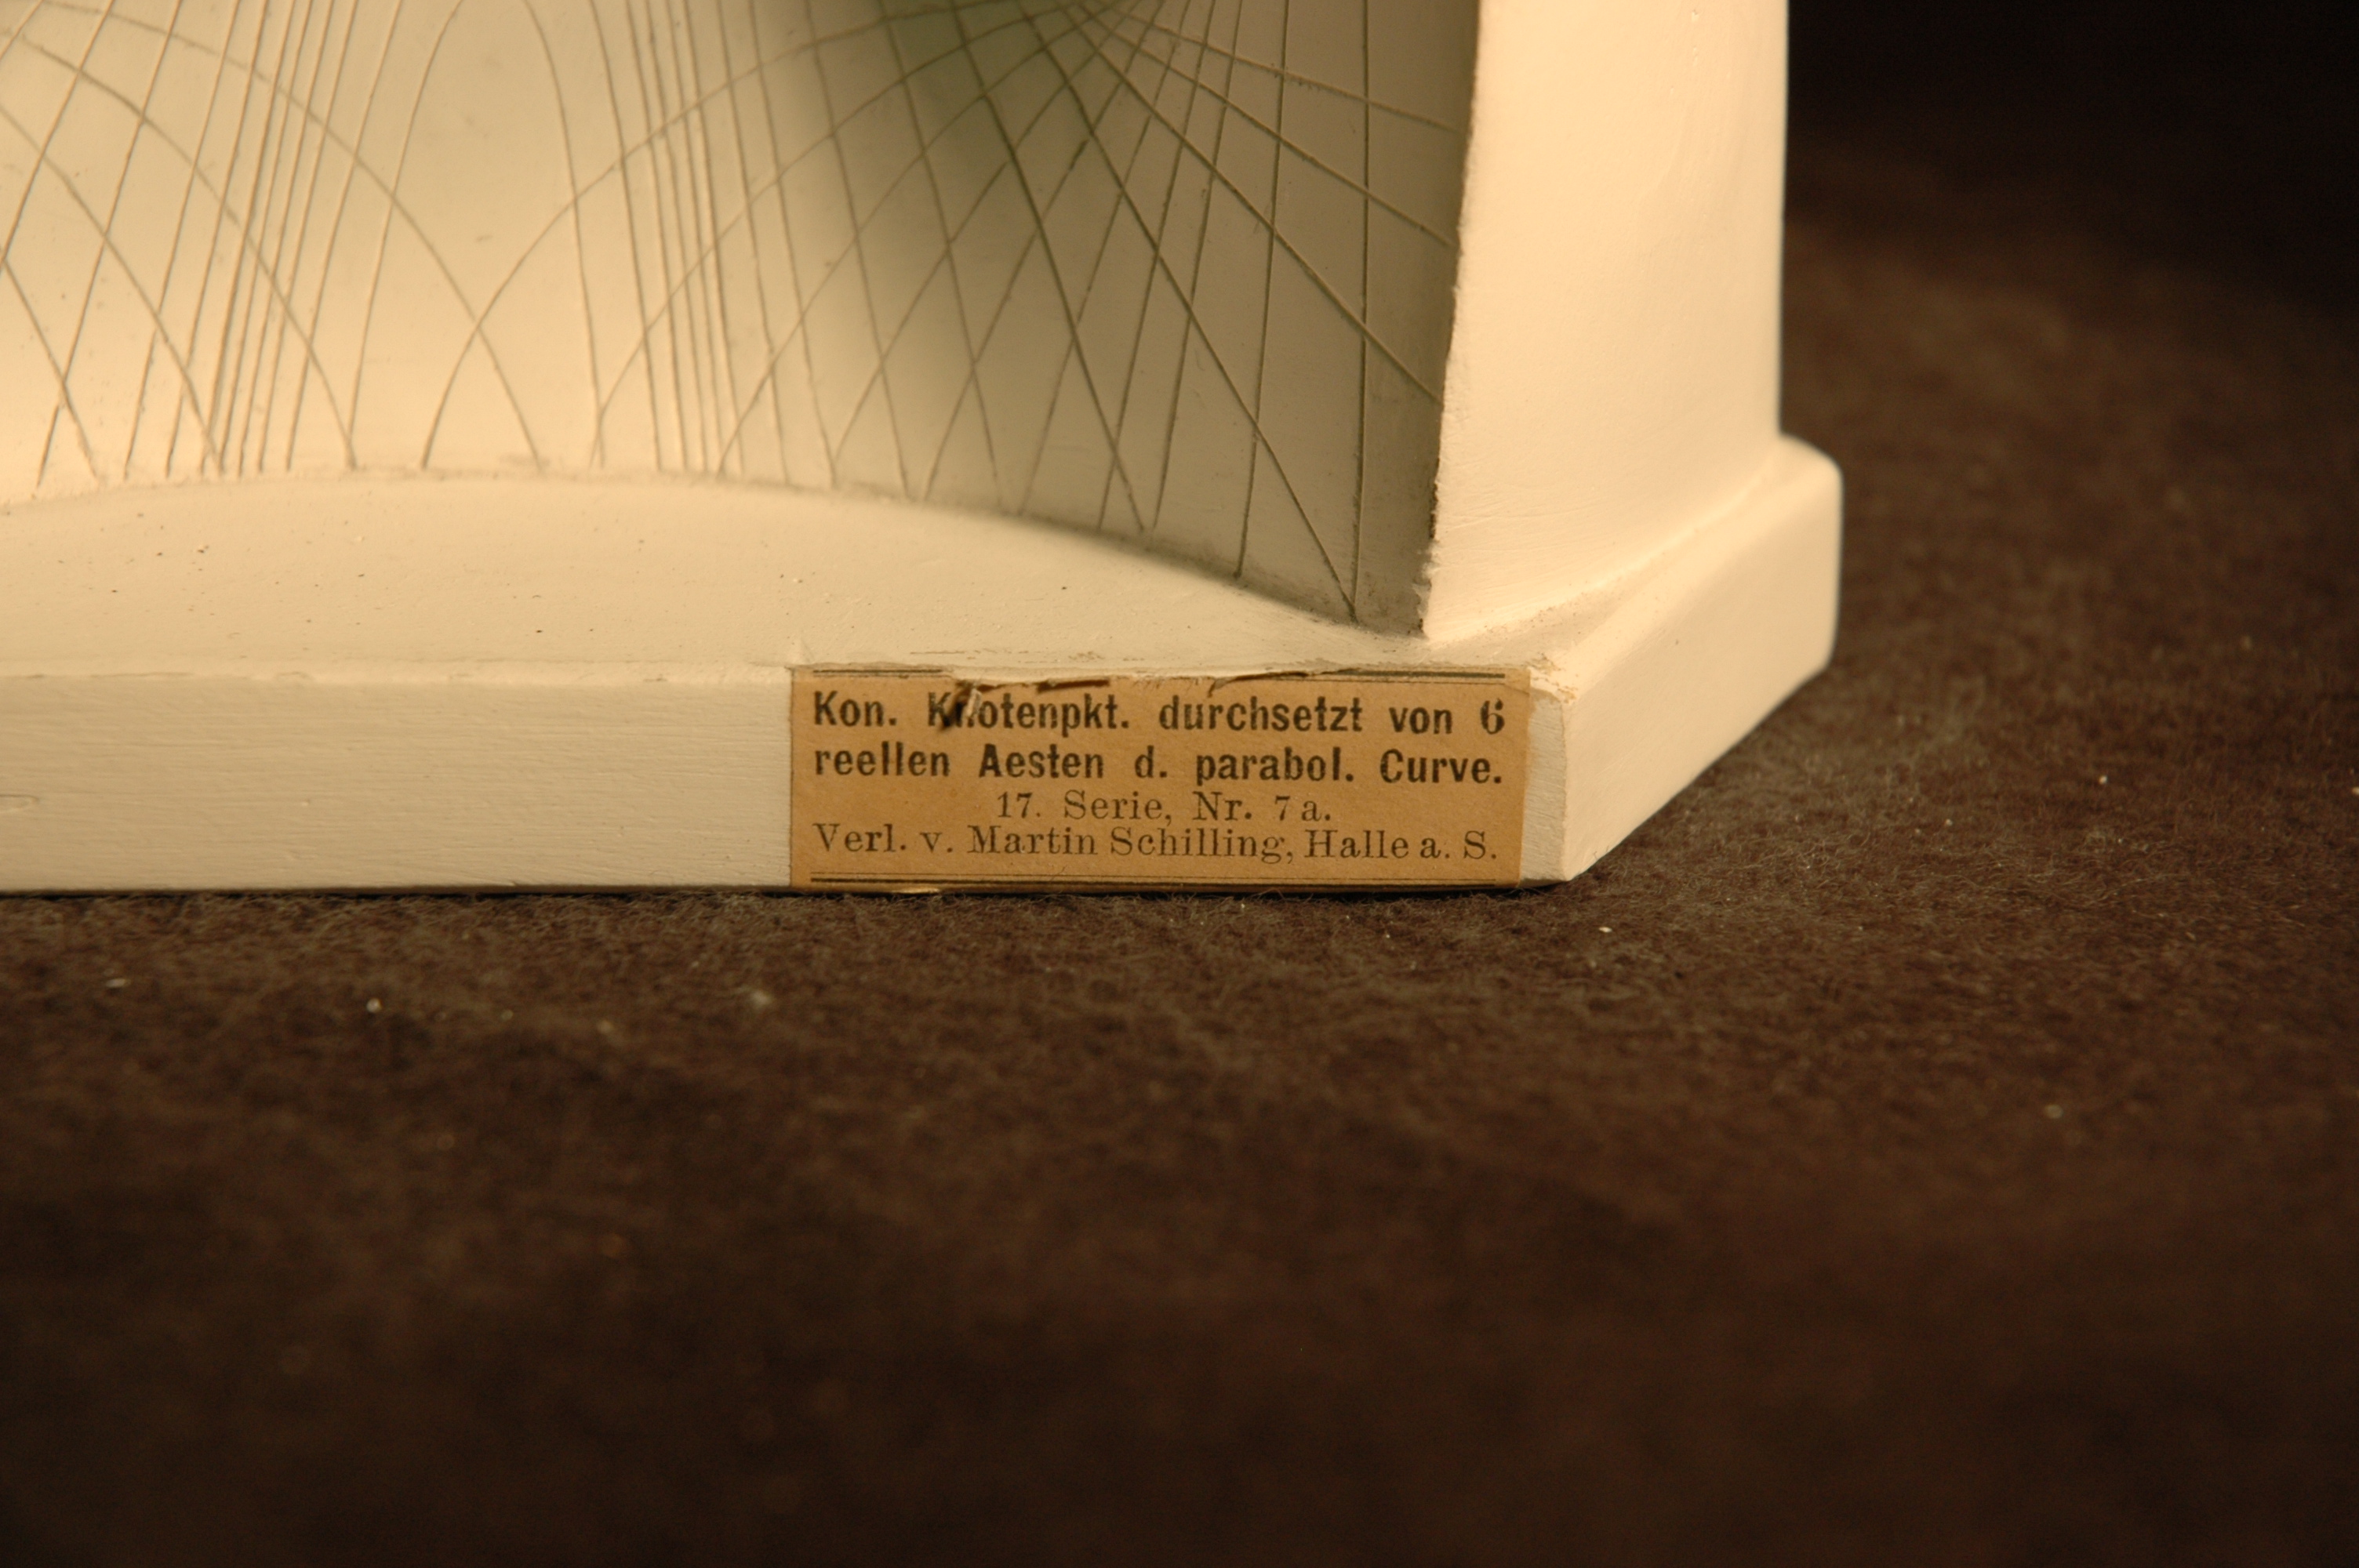 Kon. Knotenpkt. durchsetzt von 6
reellen Aesten d. parabol. Curve.
17. Serie, Nr. 7 a.
Verl. v. Martin Schilling, Halle a. S.